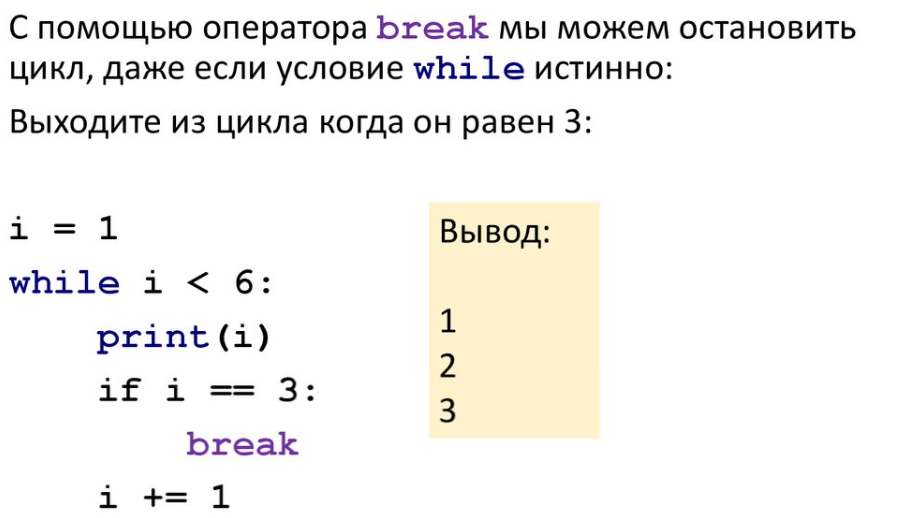 С помощью оператора break мы можем остановить
цикл, даже если условие while истинно:
Выходите из цикла когда он равен 3:
i = 1
while i < 6:
    print(i)
    if i == 3:
        break
    i += 1
Вывод:
1
2
3